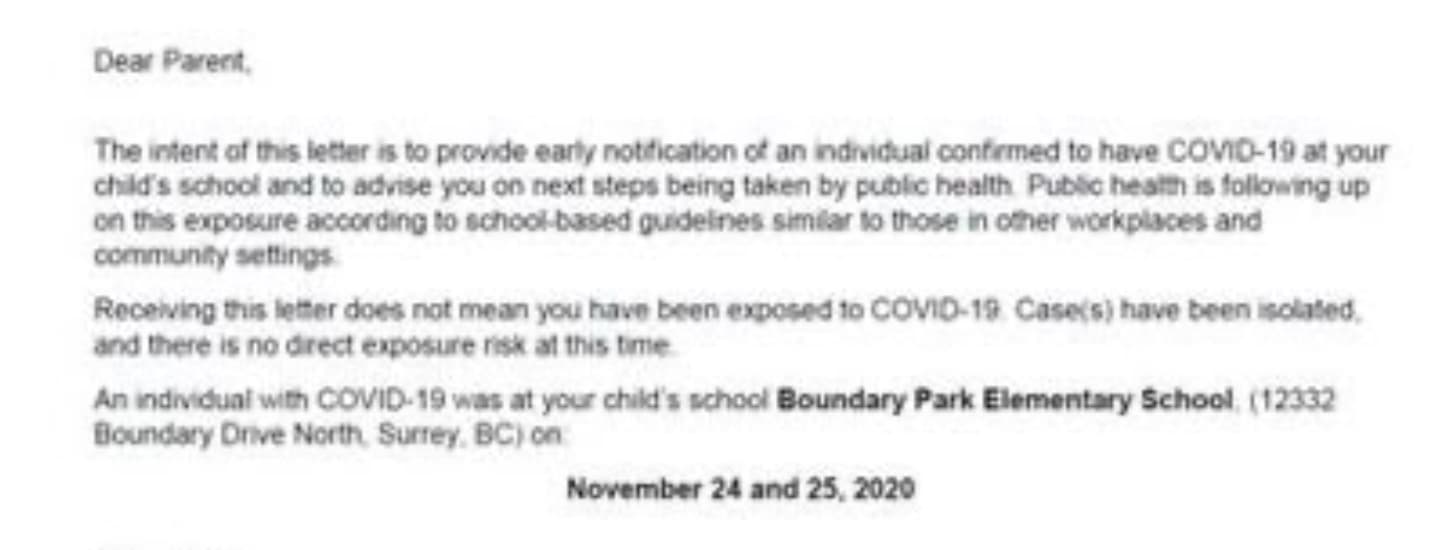 Dear Parent,
The intent of this letter is to provide early notification of an individual confirmed to have COVID-19 at your
child's school and to advise you on next steps being taken by public health. Public health is following up
on this exposure according to school-based guidelines similar to those in other workplaces and
community settings.
Receiving this letter does not mean you have been exposed to COVID-19. Case(s) have been isolated,
and there is no direct exposure risk at this time.
An individual with COVID-19 was at your child's school Boundary Park Elementary School, (12332
Boundary Drive North, Surrey, BC) on:
November 24 and 25, 2020